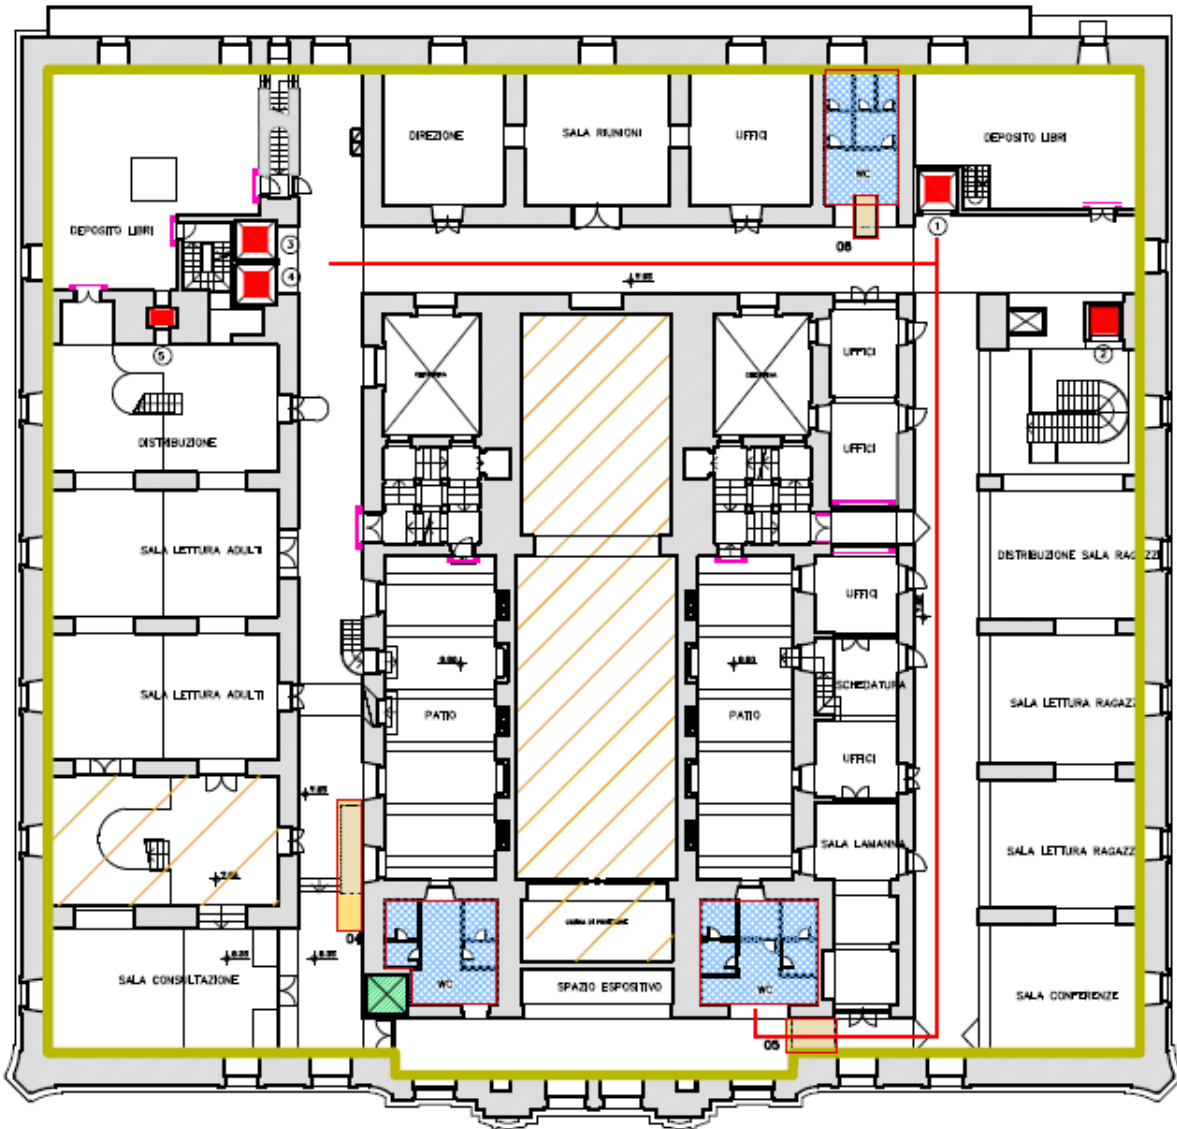 DIREZIONE
SALA RIUNIONI
UFFICI
WC
DEPOSITO LIBRI
1
06
DEPOSITO LIBRI
3
4
5
2
UFFICI
DISTRIBUZIONE
UFFICI
SALA LETTURA ADULTI
DISTRIBUZIONE SALA RAGAZZI
UFFICI
SALA LETTURA ADULTI
SCHEDATURA
SALA LETTURA RAGAZZ
PATIO
PATIO
UFFICI
SALA LAMANNA
SALA LETTURA RAGAZZ
04
SALA CONSULTAZIONE
WC
SPAZIO ESPOSITIVO
WC
SALA CONFERENZE
05